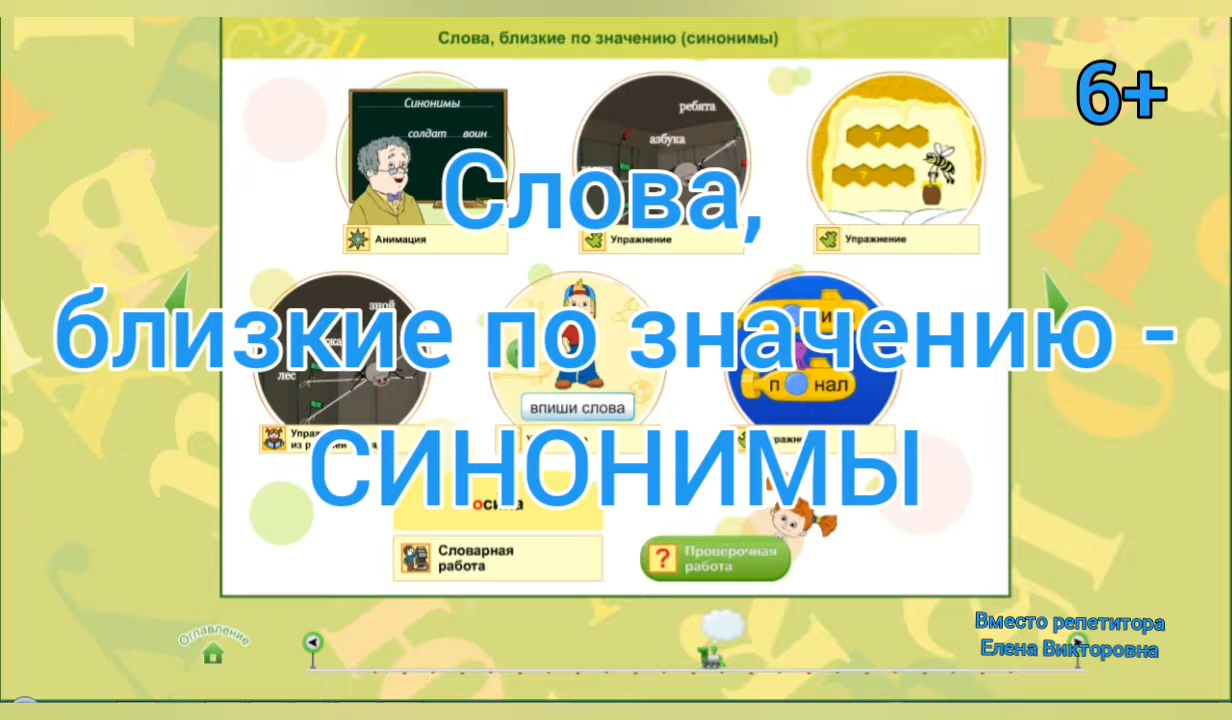 Слова, близкие по значению (синонимы)
6+
Синонимы
солдат воин
ребята
азбука
Слова,
Анимация
Упражнение
Упражнение
зной
лес
и
п нал
близкие по значению -
впиши слова
синонимы
осина
Словарная
работа
Проверочная
работа
Оглавление
Вместо репетитора
Елена Викторовна